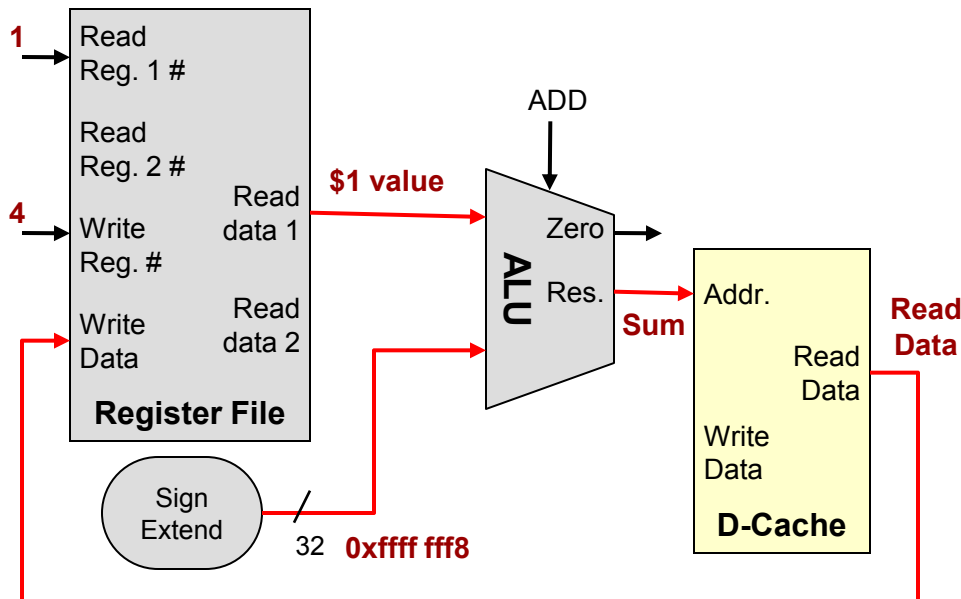 1
Read
Reg. 1 #
Read
Reg. 2 #
4
Write
Reg. #
Write
Data
Read
data 1
Read
data 2
Register File
$1 value
ADD
Zero
ALU
Res.
Sum
Addr.
Read
Data
Write
Data
D-Cache
Read
Data
Sign
Extend
32
0xffff fff8